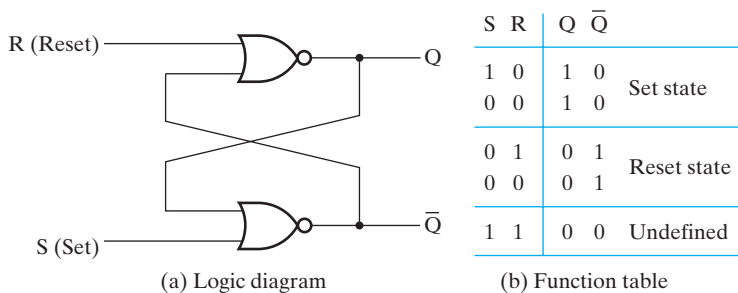 R (Reset)
Q
Q̅
S (Set)
(a) Logic diagram
S R Q Q̅
1 0 1 0
0 0 1 0
Set state
0 1 0 1
0 0 0 1
Reset state
1 1 0 0 Undefined
(b) Function table